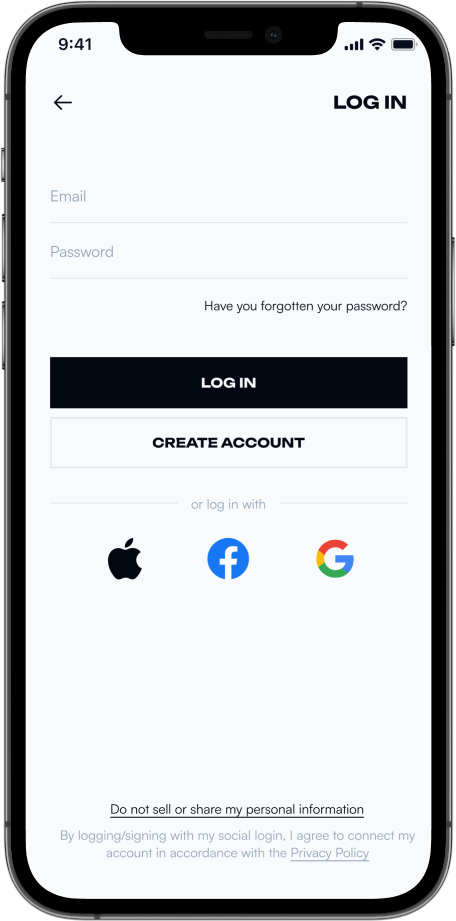 9:41
LOG IN
Email
Password
Have you forgotten your password?
LOG IN
CREATE ACCOUNT
or log in with
Do not sell or share my personal information
By logging/signing with my social login, I agree to connect my
account in accordance with the Privacy Policy